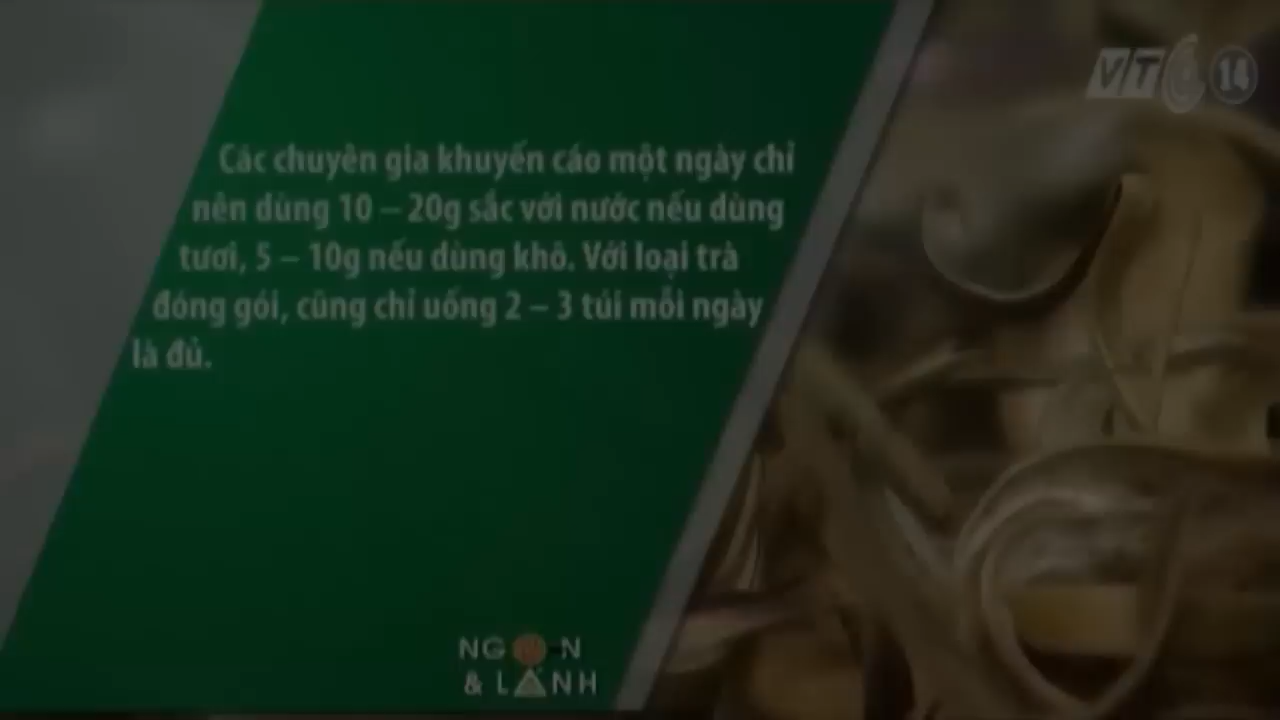 VTC 14
Các chuyên gia khuyến cáo một ngày chỉ
nên dùng 10 – 20g sắc với nước nếu dùng
tươi, 5 – 10g nếu dùng khô. Với loại trà
đóng gói, cũng chỉ uống 2 – 3 túi mỗi ngày
là đủ.
NGON
& LÀNH